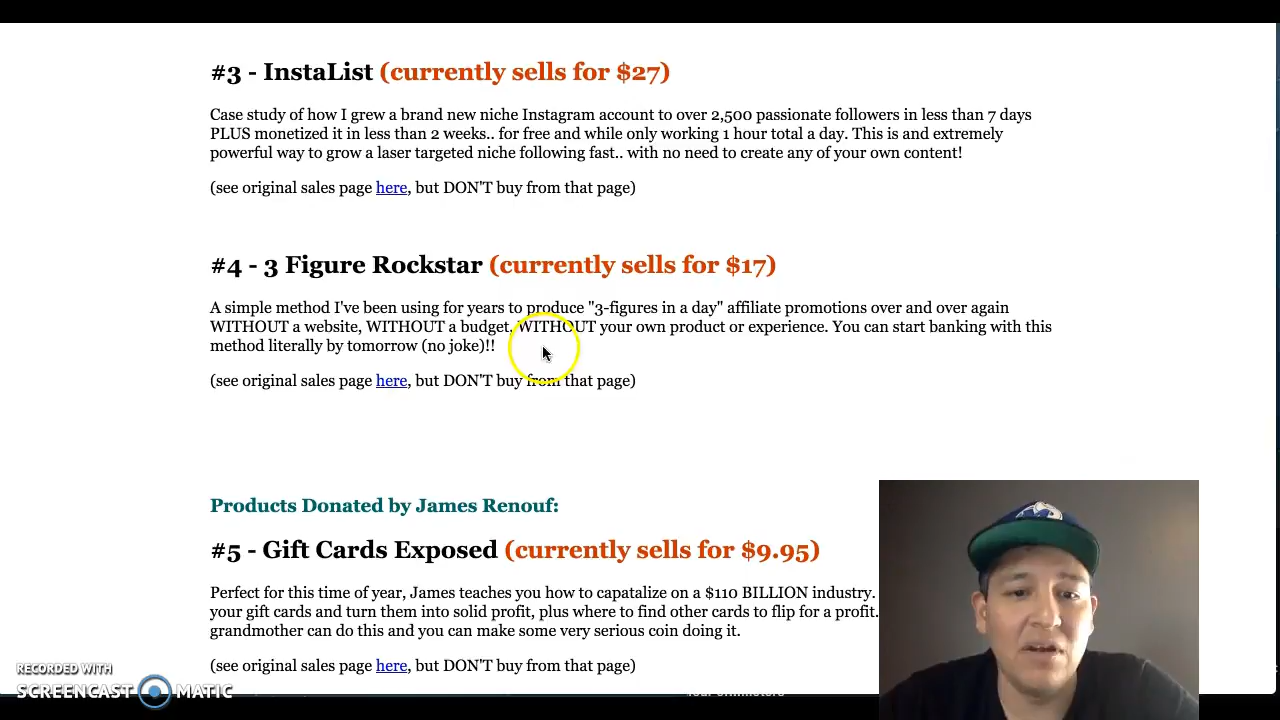 #3 - InstaList (currently sells for $27)
Case study of how I grew a brand new niche Instagram account to over 2,500 passionate followers in less than 7 days
PLUS monetized it in less than 2 weeks.. for free and while only working 1 hour total a day. This is and extremely
powerful way to grow a laser targeted niche following fast.. with no need to create any of your own content!
(see original sales page here, but DON'T buy from that page)
#4 - 3 Figure Rockstar (currently sells for $17)
A simple method I've been using for years to produce "3-figures in a day" affiliate promotions over and over again
WITHOUT a website, WITHOUT a budget, WITHOUT your own product or experience. You can start banking with this
method literally by tomorrow (no joke)!!
(see original sales page here, but DON'T buy from that page)
Products Donated by James Renouf:
#5 - Gift Cards Exposed (currently sells for $9.95)
Perfect for this time of year, James teaches you how to capatalize on a $110 BILLION industry.
your gift cards and turn them into solid profit, plus where to find other cards to flip for a profit.
grandmother can do this and you can make some very serious coin doing it.
(see original sales page here, but DON'T buy from that page)
RECORDED WITH
SCREENCAST MATIC